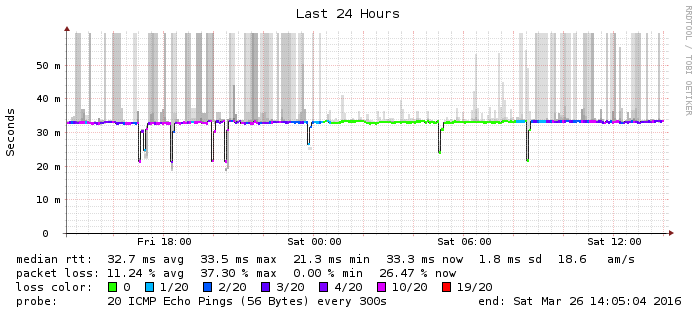 Last 24 Hours
RRDTOOL / TOBI OETIKER
Seconds
50 m
40 m
30 m
20 m
10 m
0
Fri 18:00 Sat 00:00 Sat 06:00 Sat 12:00
median rtt: 32.7 ms avg 33.5 ms max 21.3 ms min 33.3 ms now 1.8 ms sd 18.6 am/s
packet loss: 11.24 % avg 37.30 % max 0.00 % min 26.47 % now
loss color: 0 1/20 2/20 3/20 4/20 10/20 19/20
probe: 20 ICMP Echo Pings (56 Bytes) every 300s end: Sat Mar 26 14:05:04 2016